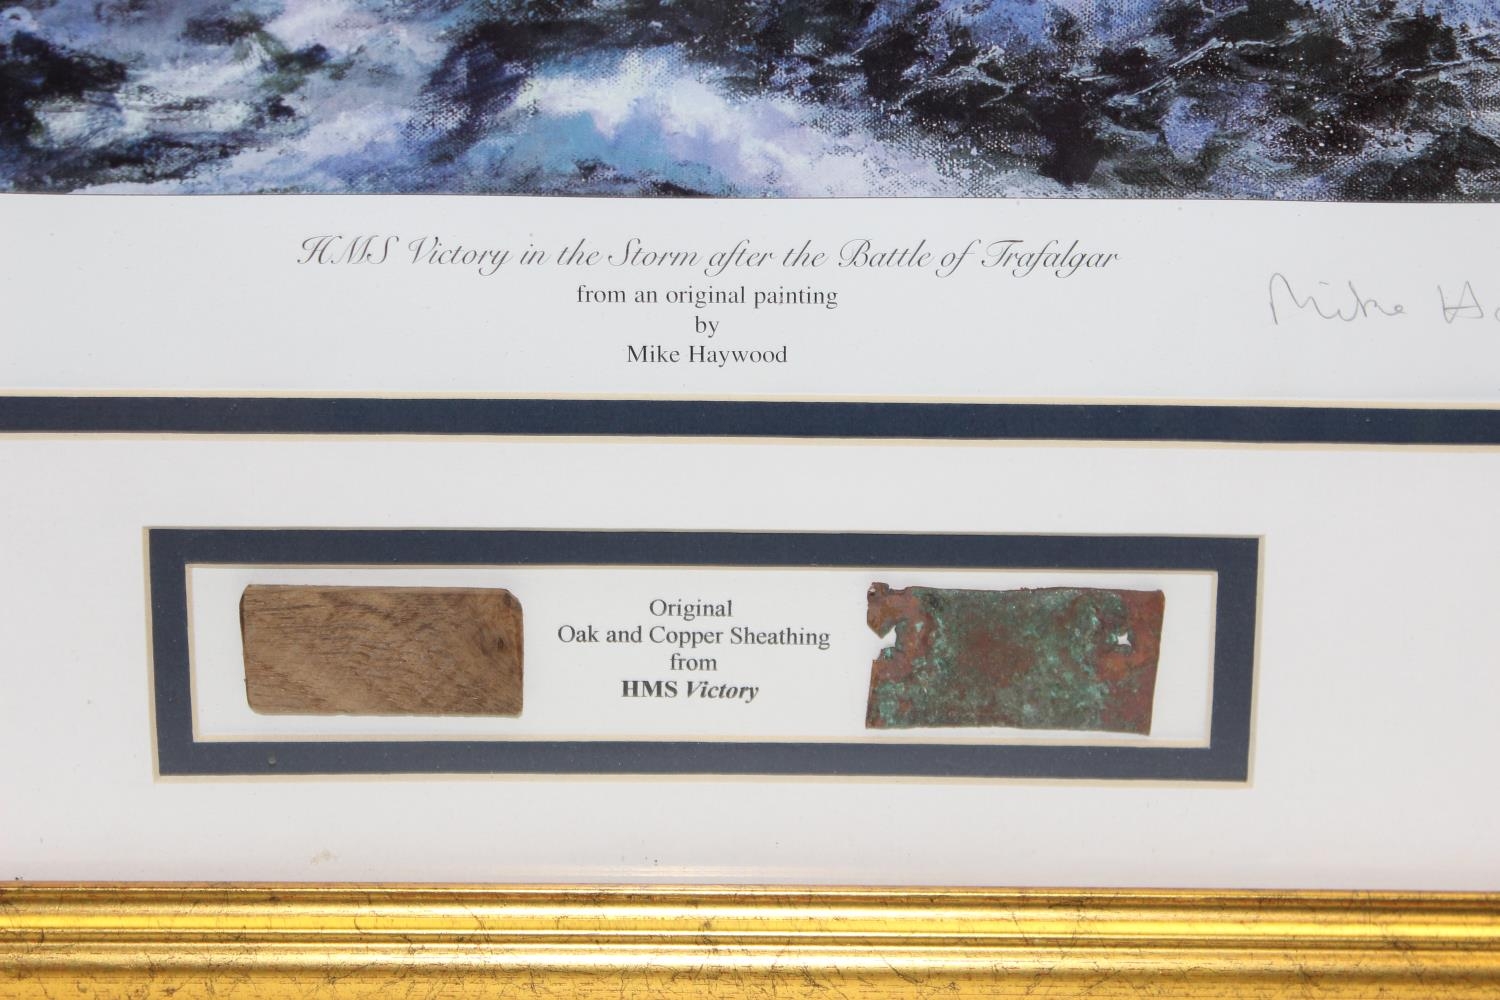 HMS Victory in the Storm after the Battle of Trafalgar
from an original painting
by
Mike Haywood
Mike
Original
Oak and Copper Sheathing
from
HMS Victory